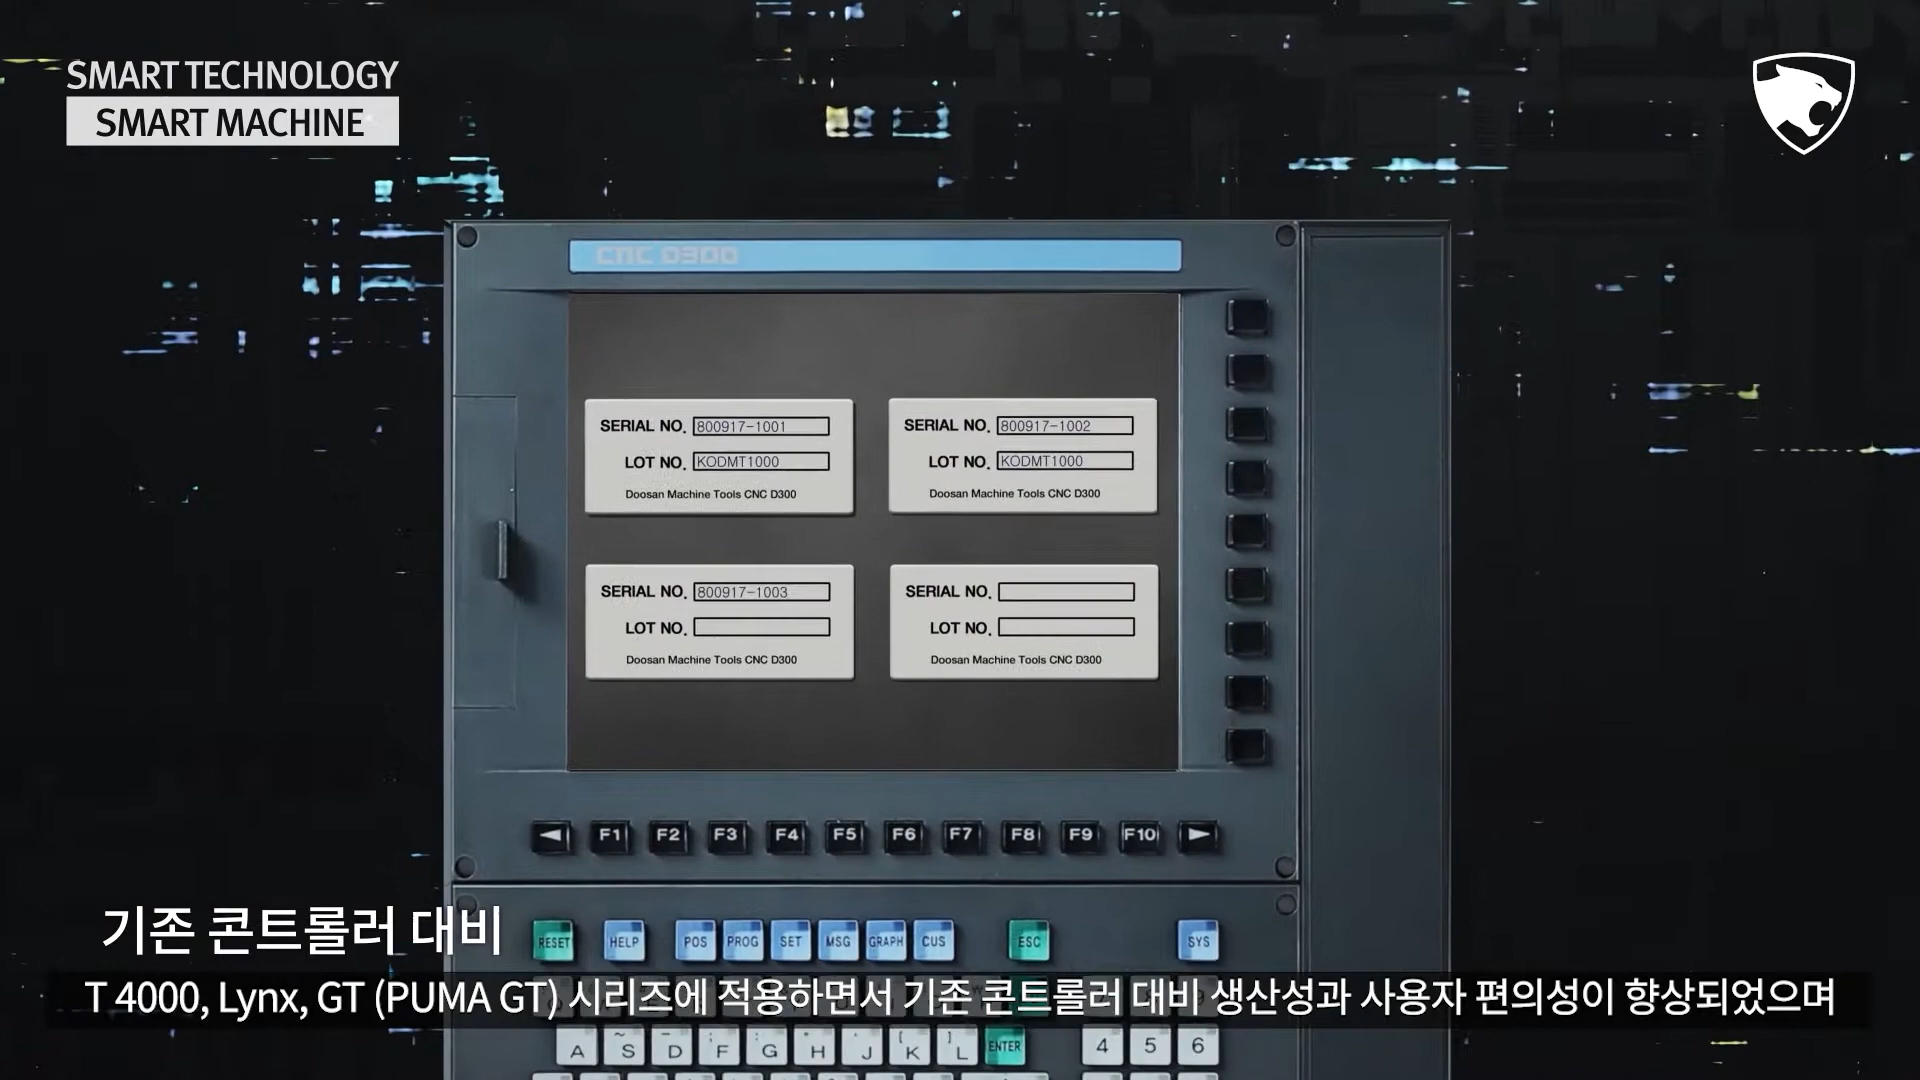 SMART TECHNOLOGY
SMART MACHINE
CNC D300
SERIAL NO. 800917-1001
LOT NO. KODMT1000
Doosan Machine Tools CNC D300
SERIAL NO. 800917-1002
LOT NO. KODMT1000
Doosan Machine Tools CNC D300
SERIAL NO. 800917-1003
LOT NO.
Doosan Machine Tools CNC D300
SERIAL NO.
LOT NO.
Doosan Machine Tools CNC D300
F1 F2 F3 F4 F5 F6 F7 F8 F9 F10
기존 콘트롤러 대비
RESET HELP POS PROG SET MSG GRAPH CUS ESC SYS
T 4000, Lynx, GT (PUMA GT) 시리즈에 적용하면서 기존 콘트롤러 대비 생산성과 사용자 편의성이 향상되었으며
A ~S D F G H J [K ]L ENTER 4 5 6